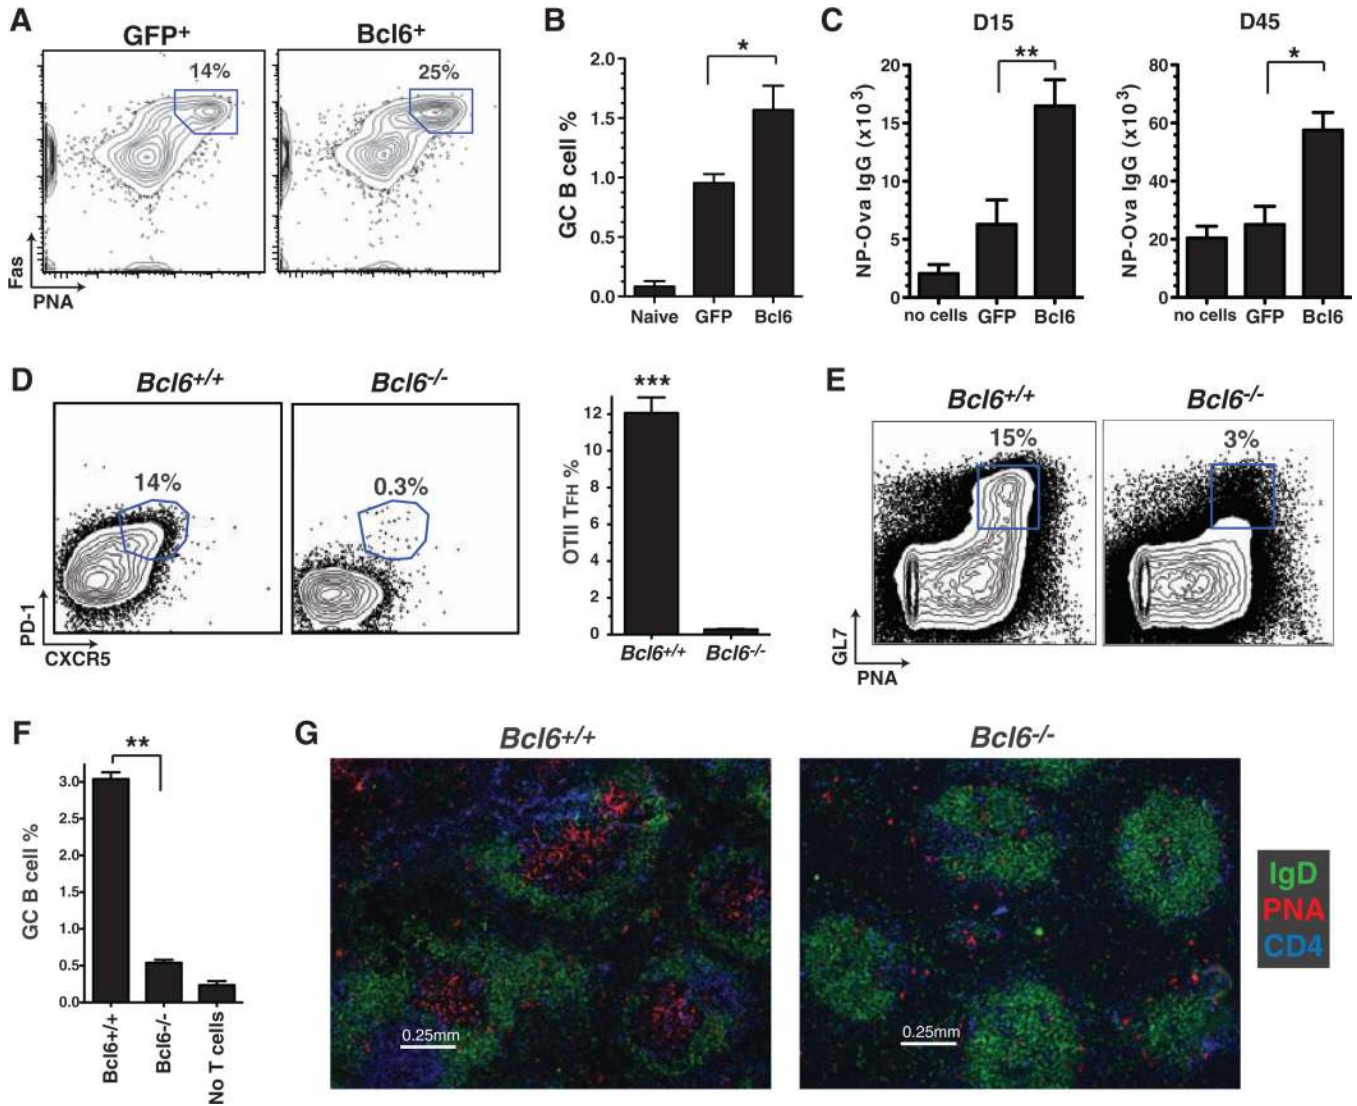 A
GFP⁺
Bcl6+
14%
25%
Fas
PNA
B
GC B cell %
2.0
1.5
1.0
0.5
0.0
*
Naive GFP Bcl6
C
D15
NP-Ova IgG (x10³)
20
15
10
5
0
**
no cells GFP Bcl6
D45
NP-Ova IgG (x10³)
80
60
40
20
0
*
no cells GFP Bcl6
D
Bcl6+/+
Bcl6-/-
14%
0.3%
PD-1
CXCR5
OTII TFH %
12
10
8
6
4
2
0
***
Bcl6+/+ Bcl6-/-
E
Bcl6+/+
Bcl6-/-
15%
3%
GL7
PNA
F
GC B cell %
3.0
2.5
2.0
1.5
1.0
0.5
0.0
**
Bcl6+/+
Bcl6-/-
No T cells
G
Bcl6+/+
Bcl6-/-
0.25mm
0.25mm
IgD
PNA
CD4